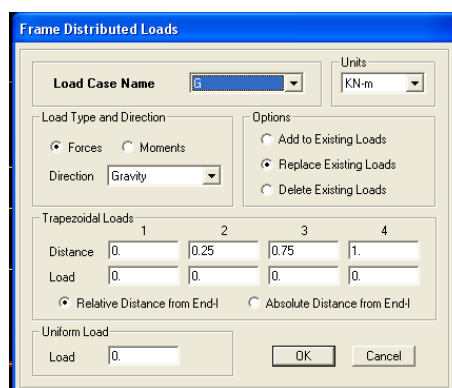 Frame Distributed Loads
Units
Load Case Name G KN-m
Load Type and Direction
Forces Moments
Direction Gravity
Options
Add to Existing Loads
Replace Existing Loads
Delete Existing Loads
Trapezoidal Loads
1 2 3 4
Distance 0. 0.25 0.75 1.
Load 0. 0. 0. 0.
Relative Distance from End-I Absolute Distance from End-I
Uniform Load
Load 0.
OK Cancel